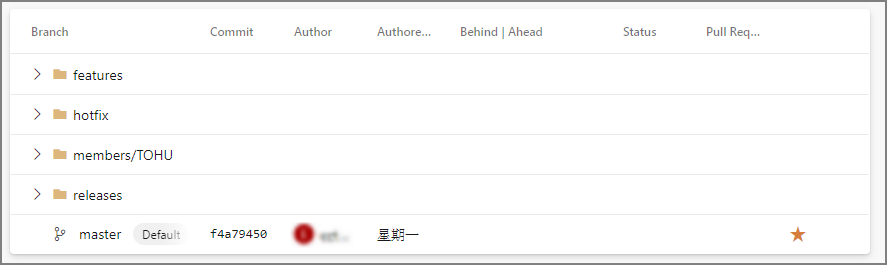 Branch Commit Author Authore... Behind | Ahead Status Pull Req...
features
hotfix
members/TOHU
releases
master Default f4a79450 星期一